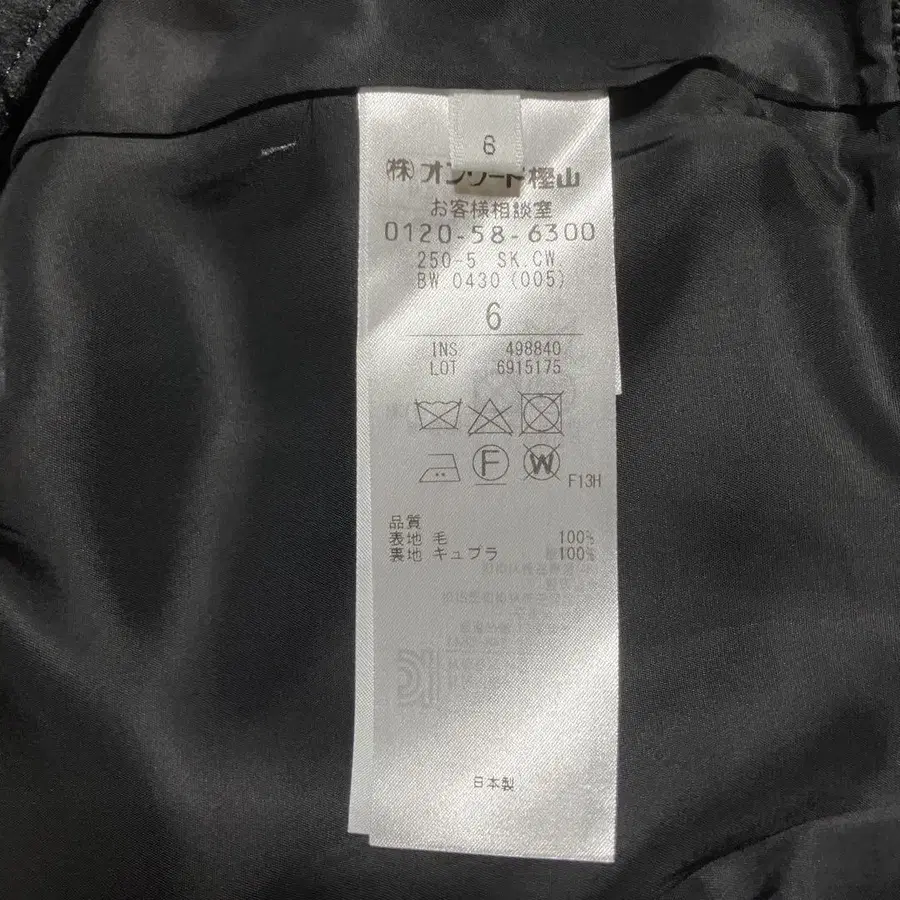 6
㈱オンワード樫山
お客様相談室
0120-58-6300
250-5 SK.CW
BW 0430 (005)
6
INS 498840
LOT 6915175
F
W
F13H
品質
表地 毛 100%
裏地 キュプラ 100%
日本製